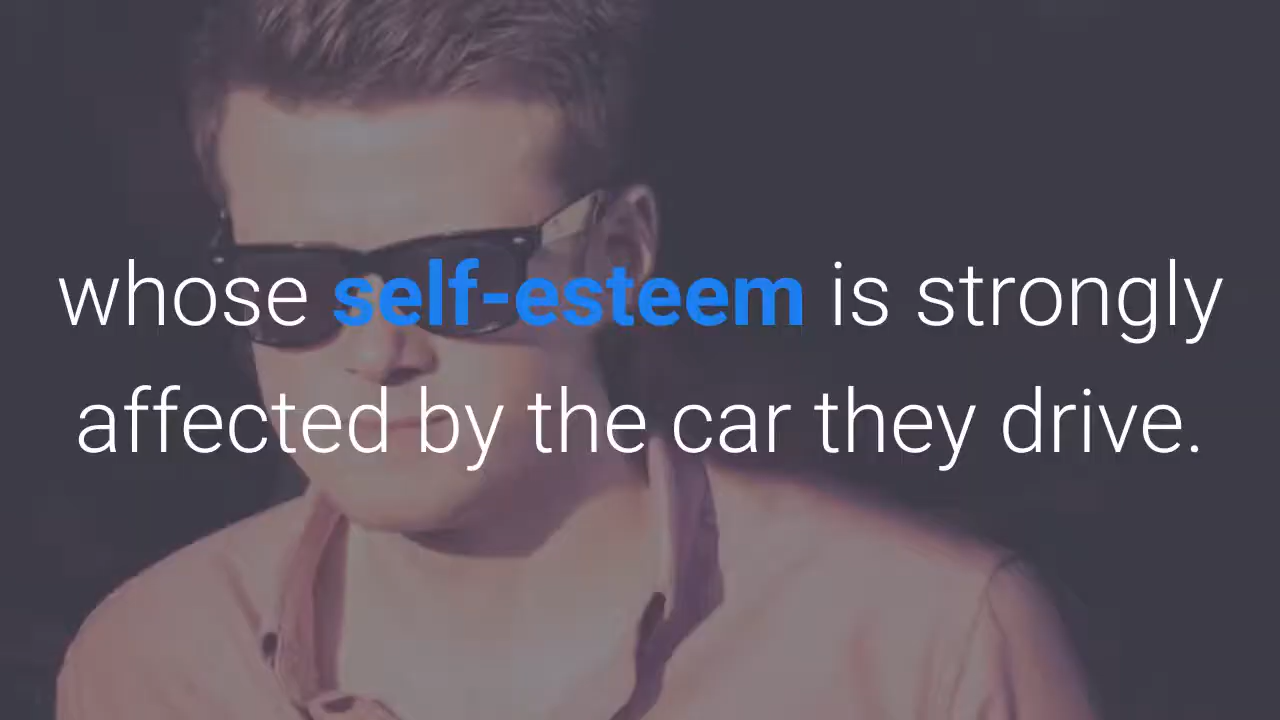 whose self-esteem is strongly
affected by the car they drive.